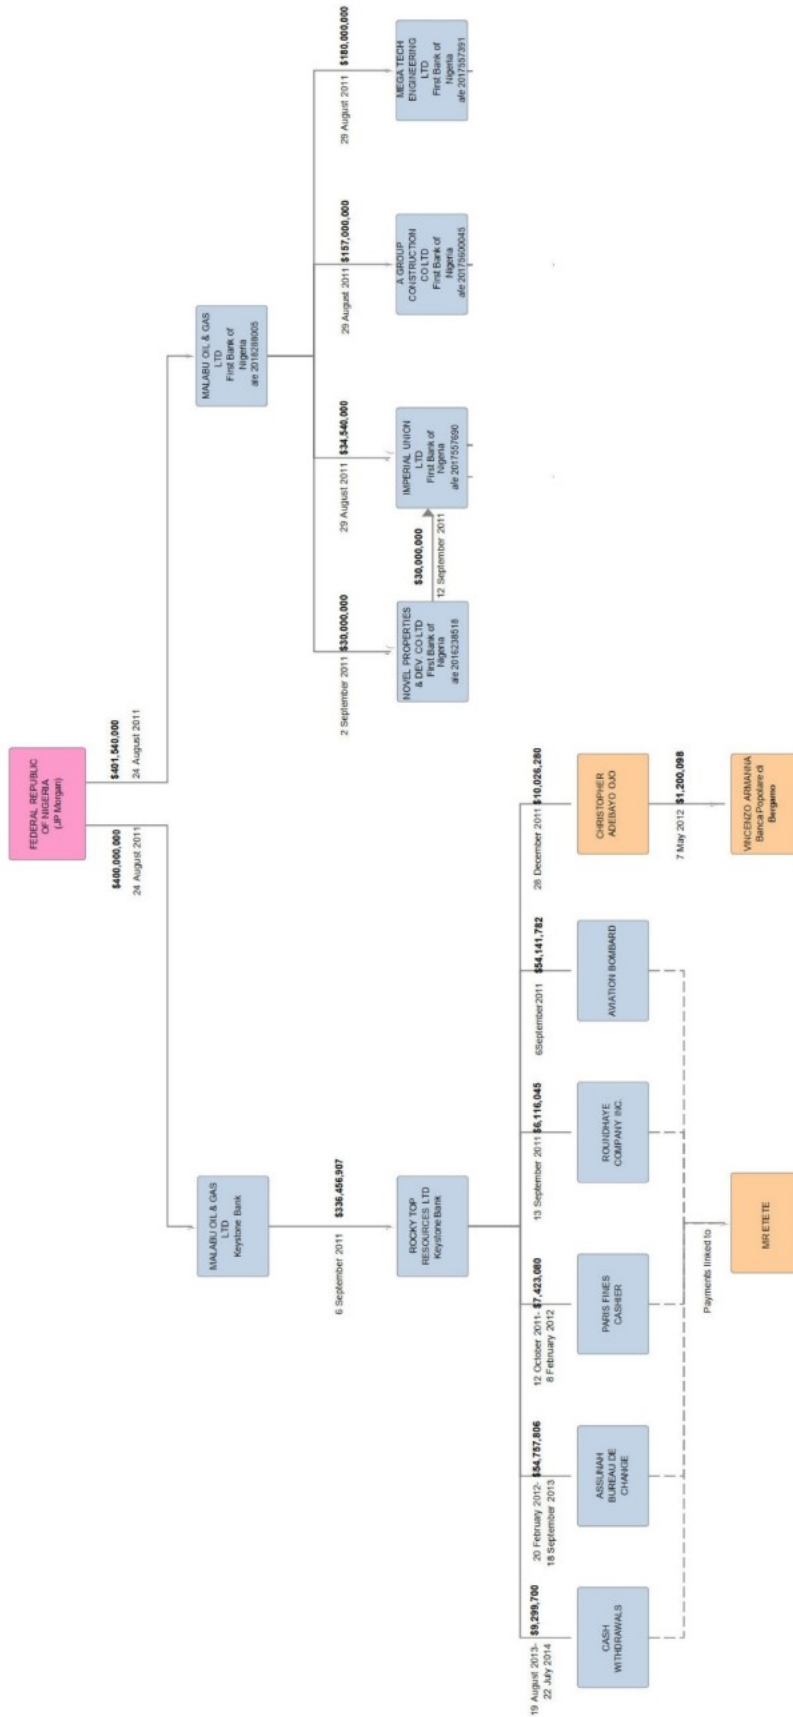 FEDERAL REPUBLIC
OF NIGERIA
(JP Morgan)
$400,000,000
24 August 2011
$401,540,000
24 August 2011
MALABU OIL & GAS
LTD
Keystone Bank
MALABU OIL & GAS
LTD
First Bank of
Nigeria
a/c 2018288005
6 September 2011
$336,456,907
2 September 2011
$30,000,000
29 August 2011
$34,540,000
29 August 2011
$157,000,000
29 August 2011
$180,000,000
ROCKY TOP
RESOURCES LTD
Keystone Bank
NOVEL PROPERTIES
& DEV. CO LTD
First Bank of
Nigeria
a/c 2016238518
$30,000,000
12 September 2011
IMPERIAL UNION
LTD
First Bank of
Nigeria
a/c 2017557690
A GROUP
CONSTRUCTION
CO LTD
First Bank of
Nigeria
a/c 20175600045
MEGA TECH
ENGINEERING
LTD
First Bank of
Nigeria
a/c 2017557391
19 August 2013-
22 July 2014
$9,299,700
20 February 2012-
18 September 2013
$54,757,806
12 October 2011-
8 February 2012
$7,423,080
13 September 2011
$6,116,045
6September2011
$54,141,782
28 December 2011
$10,026,280
CASH
WITHDRAWALS
ASSUNAH
BUREAU DE
CHANGE
PARIS FINES
CASHIER
ROUNDHAYE
COMPANY INC.
AVIATION BOMBARD
CHRISTOPHER
ADEBAYO OJO
Payments linked to
7 May 2012
$1,200,098
MR ETETE
VINCENZO ARMANNA
Banca Popolare di
Bergamo